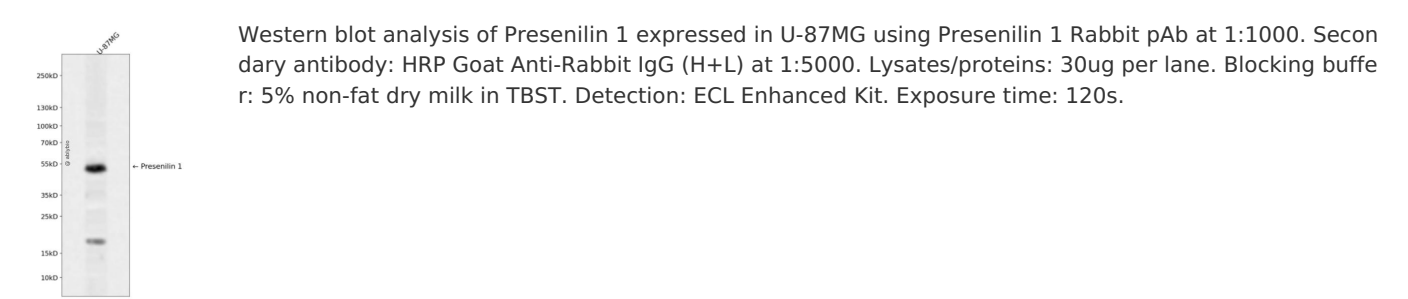 Western blot analysis of Presenilin 1 expressed in U-87MG using Presenilin 1 Rabbit pAb at 1:1000. Secon
dary antibody: HRP Goat Anti-Rabbit IgG (H+L) at 1:5000. Lysates/proteins: 30ug per lane. Blocking buffe
r: 5% non-fat dry milk in TBST. Detection: ECL Enhanced Kit. Exposure time: 120s.
U-87MG
250kD
130kD
100kD
70kD
55kD
← Presenilin 1
35kD
25kD
15kD
10kD